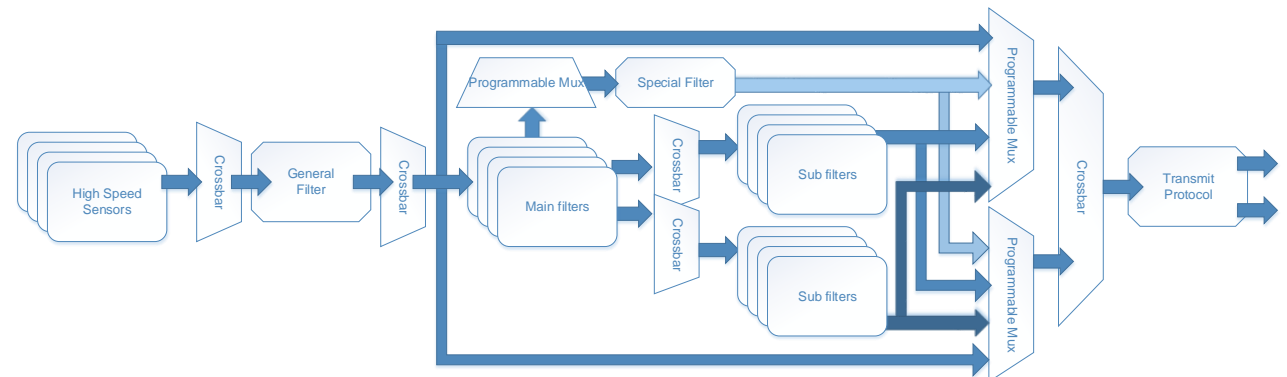 High Speed
Sensors
Crossbar
General
Filter
Crossbar
Programmable Mux
Special Filter
Main filters
Crossbar
Crossbar
Sub filters
Sub filters
Programmable Mux
Programmable Mux
Crossbar
Transmit
Protocol